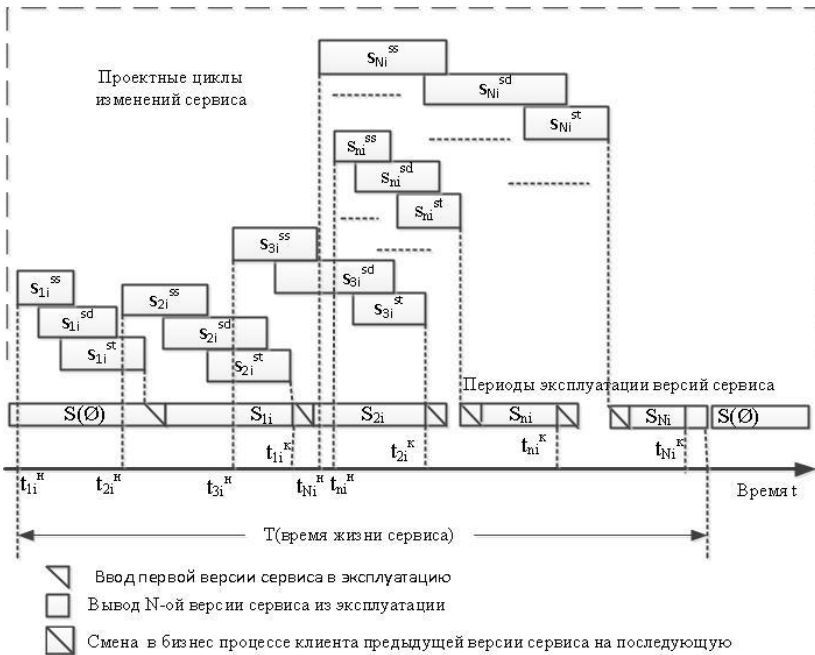 Проектные циклы
изменений сервиса
S_Ni^ss
S_Ni^sd
S_Ni^st
S_ni^ss
S_ni^sd
S_ni^st
S_3i^ss
S_3i^sd
S_3i^st
S_1i^ss
S_1i^sd
S_1i^st
S_2i^ss
S_2i^sd
S_2i^st
Периоды эксплуатации версий сервиса
S(Ø) S_1i S_2i S_ni S_Ni S(Ø)
t_1i^к t_2i^к t_ni^к t_Ni^к
t_1i^н t_2i^н t_3i^н t_Ni^н t_ni^н Время t
T(время жизни сервиса)
Ввод первой версии сервиса в эксплуатацию
Вывод N-ой версии сервиса из эксплуатации
Смена в бизнес процессе клиента предыдущей версии сервиса на последующую